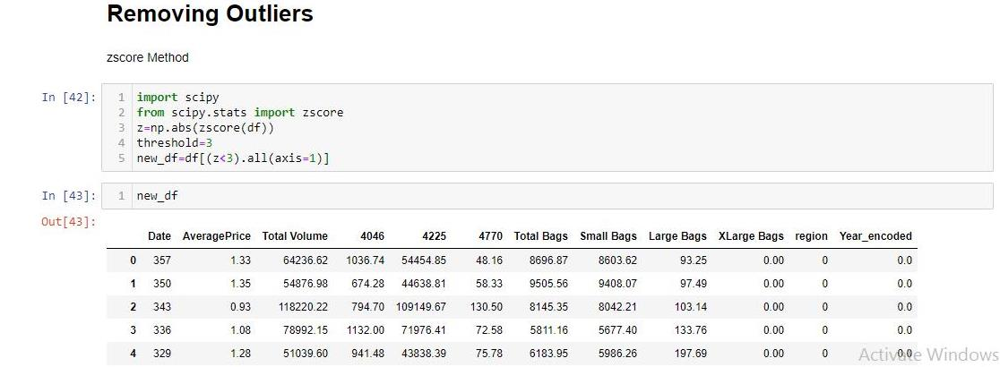 Removing Outliers
zscore Method
In [42]:
1 import scipy
2 from scipy.stats import zscore
3 z=np.abs(zscore(df))
4 threshold=3
5 new_df=df[(z<3).all(axis=1)]
In [43]: 1 new_df
Out[43]:
Date AveragePrice Total Volume 4046 4225 4770 Total Bags Small Bags Large Bags XLarge Bags region Year_encoded
0 357 1.33 64236.62 1036.74 54454.85 48.16 8696.87 8603.62 93.25 0.00 0 0.0
1 350 1.35 54876.98 674.28 44638.81 58.33 9505.56 9408.07 97.49 0.00 0 0.0
2 343 0.93 118220.22 794.70 109149.67 130.50 8145.35 8042.21 103.14 0.00 0 0.0
3 336 1.08 78992.15 1132.00 71976.41 72.58 5811.16 5677.40 133.76 0.00 0 0.0
4 329 1.28 51039.60 941.48 43838.39 75.78 6183.95 5986.26 197.69 0.00 0 0.0
Activate Windows